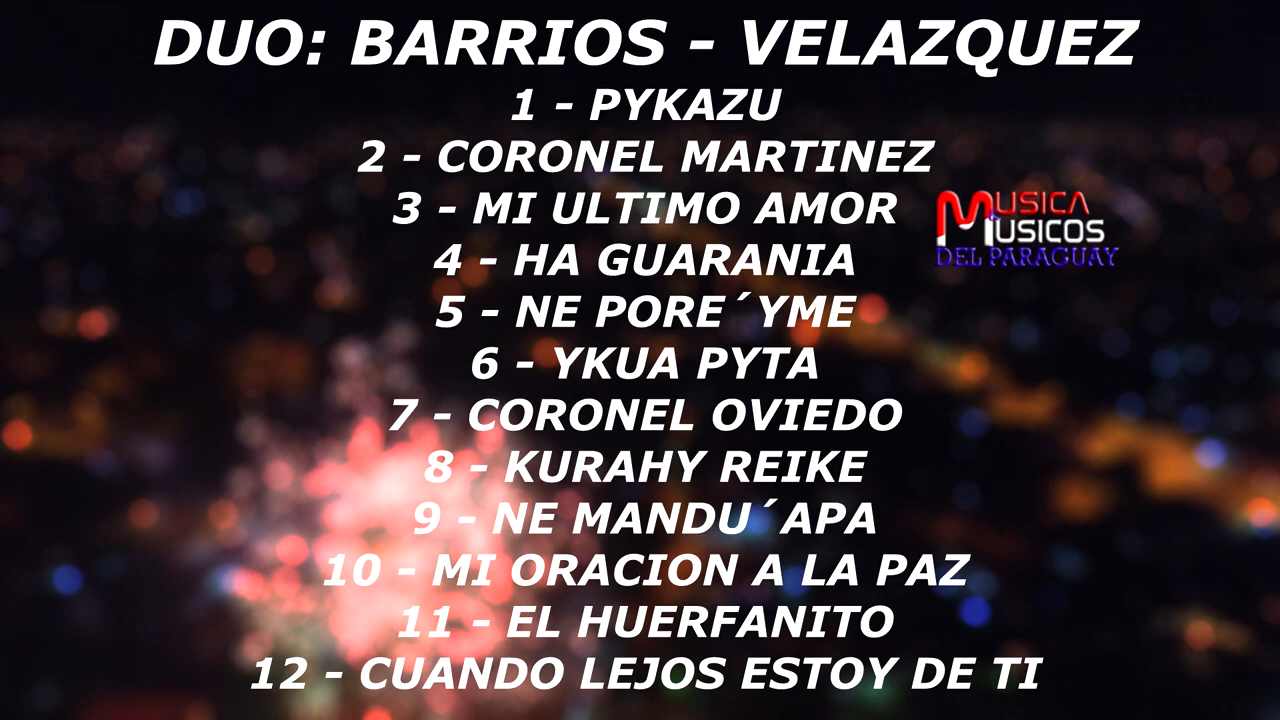 DUO: BARRIOS - VELAZQUEZ
1 - PYKAZU
2 - CORONEL MARTINEZ
3 - MI ULTIMO AMOR
MUSICA
MUSICOS
DEL PARAGUAY
4 - HA GUARANIA
5 - NE PORE´YME
6 - YKUA PYTA
7 - CORONEL OVIEDO
8 - KURAHY REIKE
9 - NE MANDU´APA
10 - MI ORACION A LA PAZ
11 - EL HUERFANITO
12 - CUANDO LEJOS ESTOY DE TI